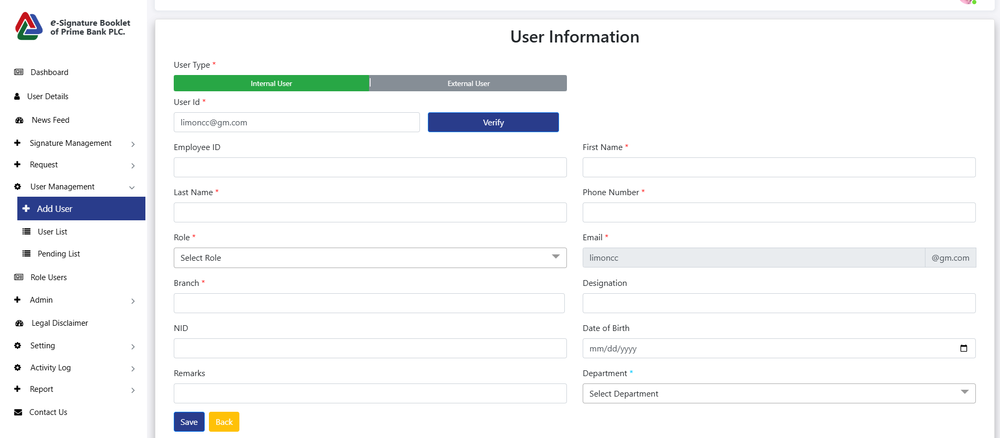 e-Signature Booklet
of Prime Bank PLC.
Dashboard
User Details
News Feed
Signature Management
Request
User Management
Add User
User List
Pending List
Role Users
Admin
Legal Disclaimer
Setting
Activity Log
Report
Contact Us
User Information
User Type *
Internal User
External User
User Id *
limoncc@gm.com
Verify
Employee ID
First Name *
Last Name *
Phone Number *
Role *
Email *
Select Role
limoncc
@gm.com
Branch *
Designation
NID
Date of Birth
mm/dd/yyyy
Remarks
Department *
Select Department
Save
Back